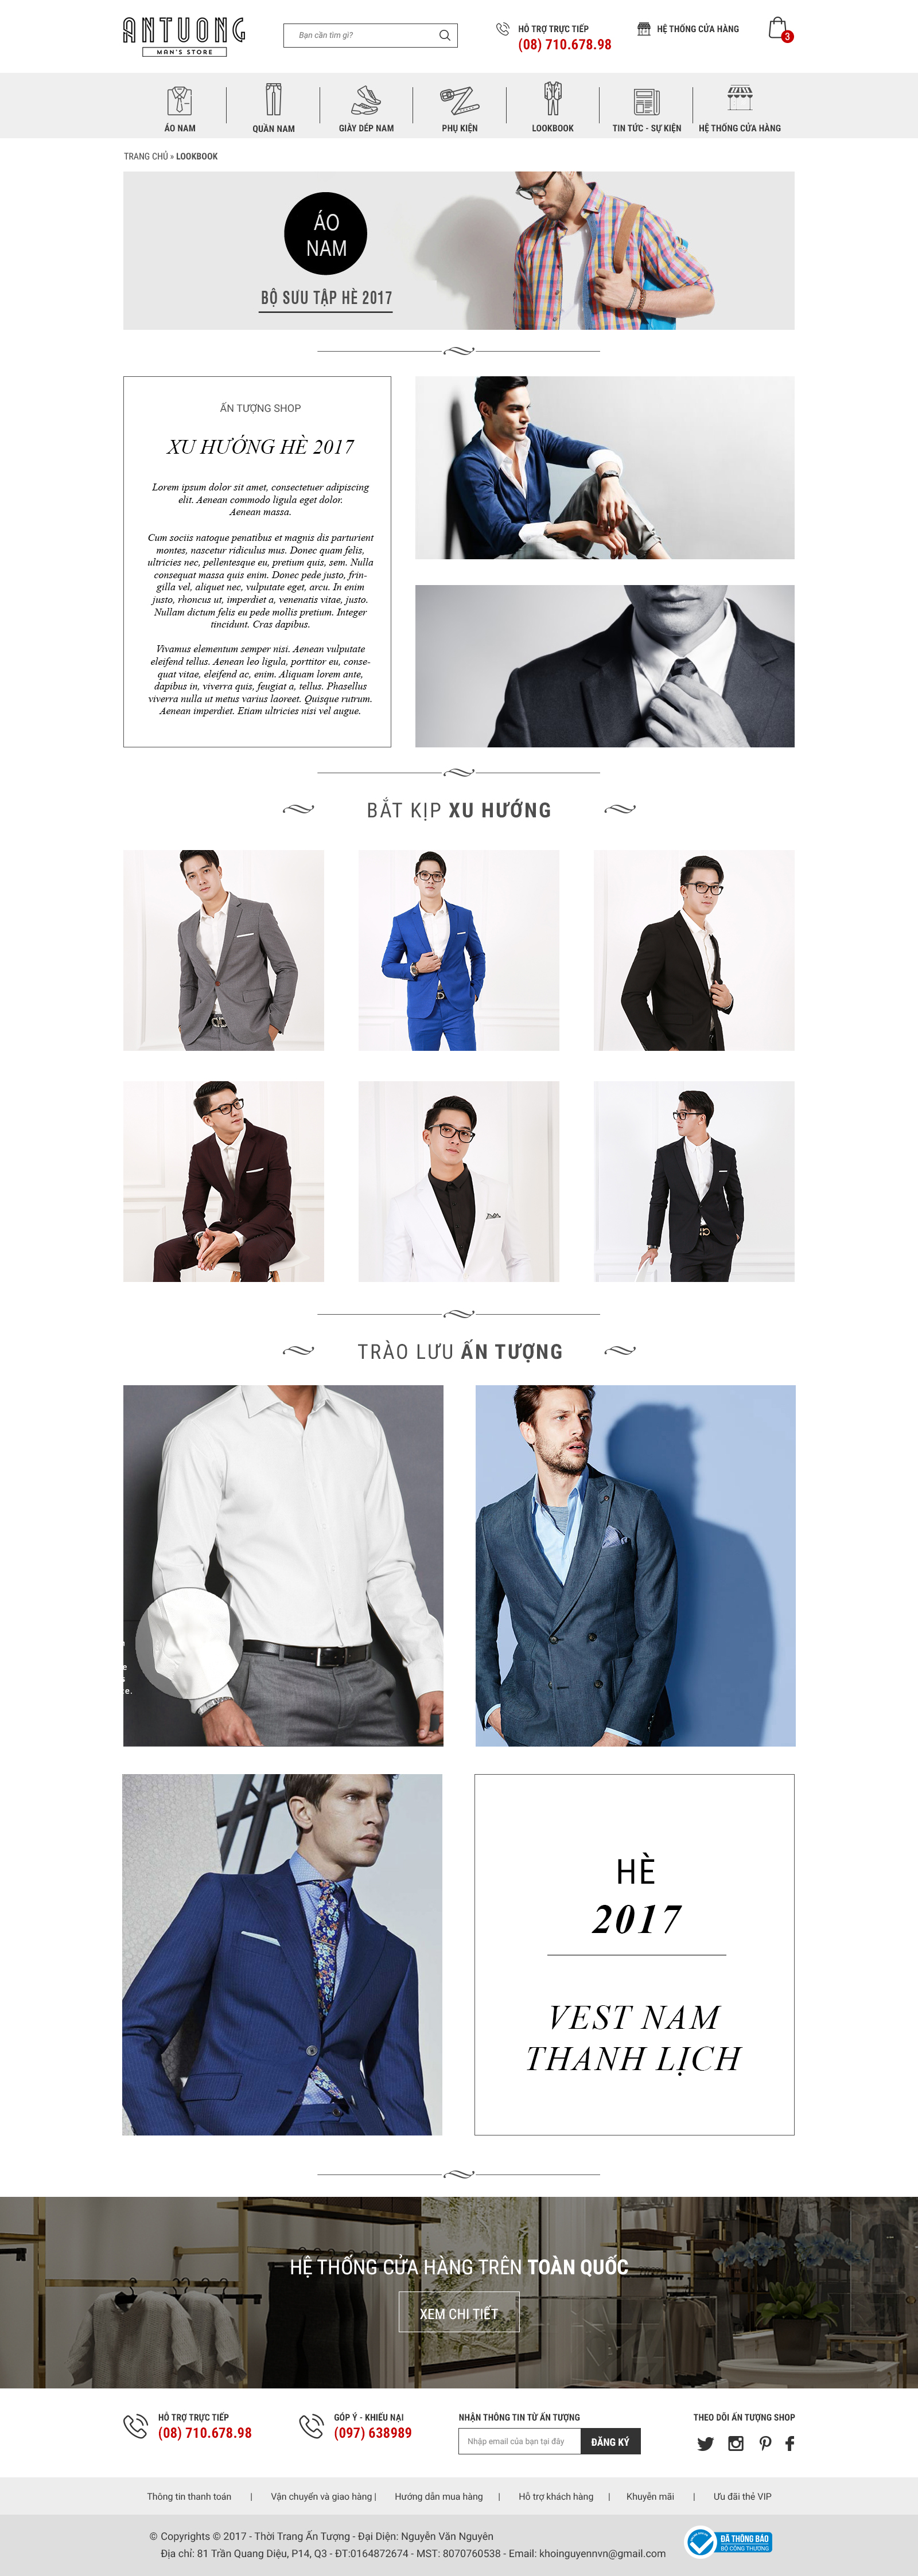 ANTUONG
MAN'S STORE
Bạn cần tìm gì?
HỖ TRỢ TRỰC TIẾP
(08) 710.678.98
HỆ THỐNG CỬA HÀNG
3
ÁO NAM
QUẦN NAM
GIÀY DÉP NAM
PHỤ KIỆN
LOOKBOOK
TIN TỨC - SỰ KIỆN
HỆ THỐNG CỬA HÀNG
TRANG CHỦ » LOOKBOOK
ÁO
NAM
BỘ SƯU TẬP HÈ 2017
ẤN TƯỢNG SHOP
XU HƯỚNG HÈ 2017
Lorem ipsum dolor sit amet, consectetuer adipiscing
elit. Aenean commodo ligula eget dolor.
Aenean massa.
Cum sociis natoque penatibus et magnis dis parturient
montes, nascetur ridiculus mus. Donec quam felis,
ultricies nec, pellentesque eu, pretium quis, sem. Nulla
consequat massa quis enim. Donec pede justo, frin-
gilla vel, aliquet nec, vulputate eget, arcu. In enim
justo, rhoncus ut, imperdiet a, venenatis vitae, justo.
Nullam dictum felis eu pede mollis pretium. Integer
tincidunt. Cras dapibus.
Vivamus elementum semper nisi. Aenean vulputate
eleifend tellus. Aenean leo ligula, porttitor eu, conse-
quat vitae, eleifend ac, enim. Aliquam lorem ante,
dapibus in, viverra quis, feugiat a, tellus. Phasellus
viverra nulla ut metus varius laoreet. Quisque rutrum.
Aenean imperdiet. Etiam ultricies nisi vel augue.
BẮT KỊP XU HƯỚNG
TRÀO LƯU ẤN TƯỢNG
HÈ
2017
VEST NAM
THANH LỊCH
HỆ THỐNG CỬA HÀNG TRÊN TOÀN QUỐC
XEM CHI TIẾT
HỖ TRỢ TRỰC TIẾP
(08) 710.678.98
GÓP Ý - KHIẾU NẠI
(097) 638989
NHẬN THÔNG TIN TỪ ẤN TƯỢNG
Nhập email của bạn tại đây
ĐĂNG KÝ
THEO DÕI ẤN TƯỢNG SHOP
Thông tin thanh toán | Vận chuyển và giao hàng | Hướng dẫn mua hàng | Hỗ trợ khách hàng | Khuyến mãi | Ưu đãi thẻ VIP
© Copyrights © 2017 - Thời Trang Ấn Tượng - Đại Diện: Nguyễn Văn Nguyên
Địa chỉ: 81 Trần Quang Diệu, P14, Q3 - ĐT:0164872674 - MST: 8070760538 - Email: khoinguyennvn@gmail.com
ĐÃ THÔNG BÁO
BỘ CÔNG THƯƠNG